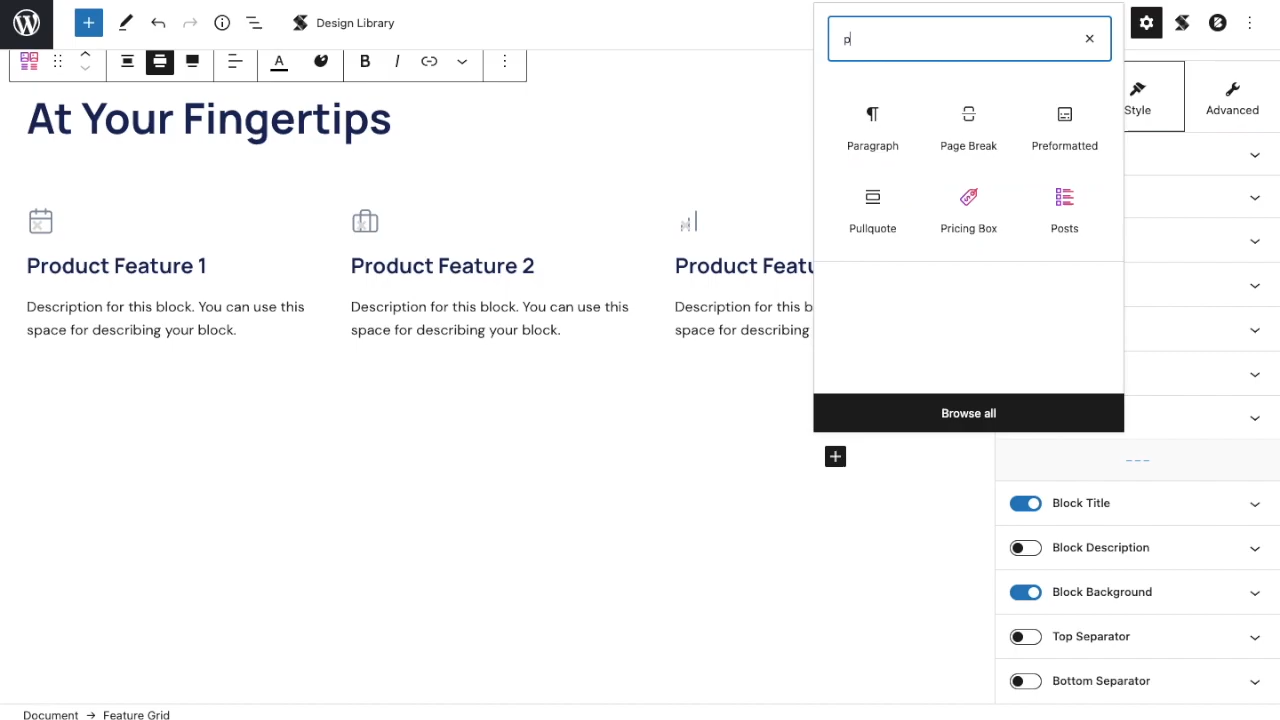 Design Library
p
Style
Advanced
B I
A
At Your Fingertips
Paragraph
Page Break
Preformatted
Pullquote
Pricing Box
Posts
Product Feature 1
Description for this block. You can use this
space for describing your block.
Product Feature 2
Description for this block. You can use this
space for describing your block.
Product Featu
Description for this b
space for describing
Browse all
Block Title
Block Description
Block Background
Top Separator
Bottom Separator
Document → Feature Grid